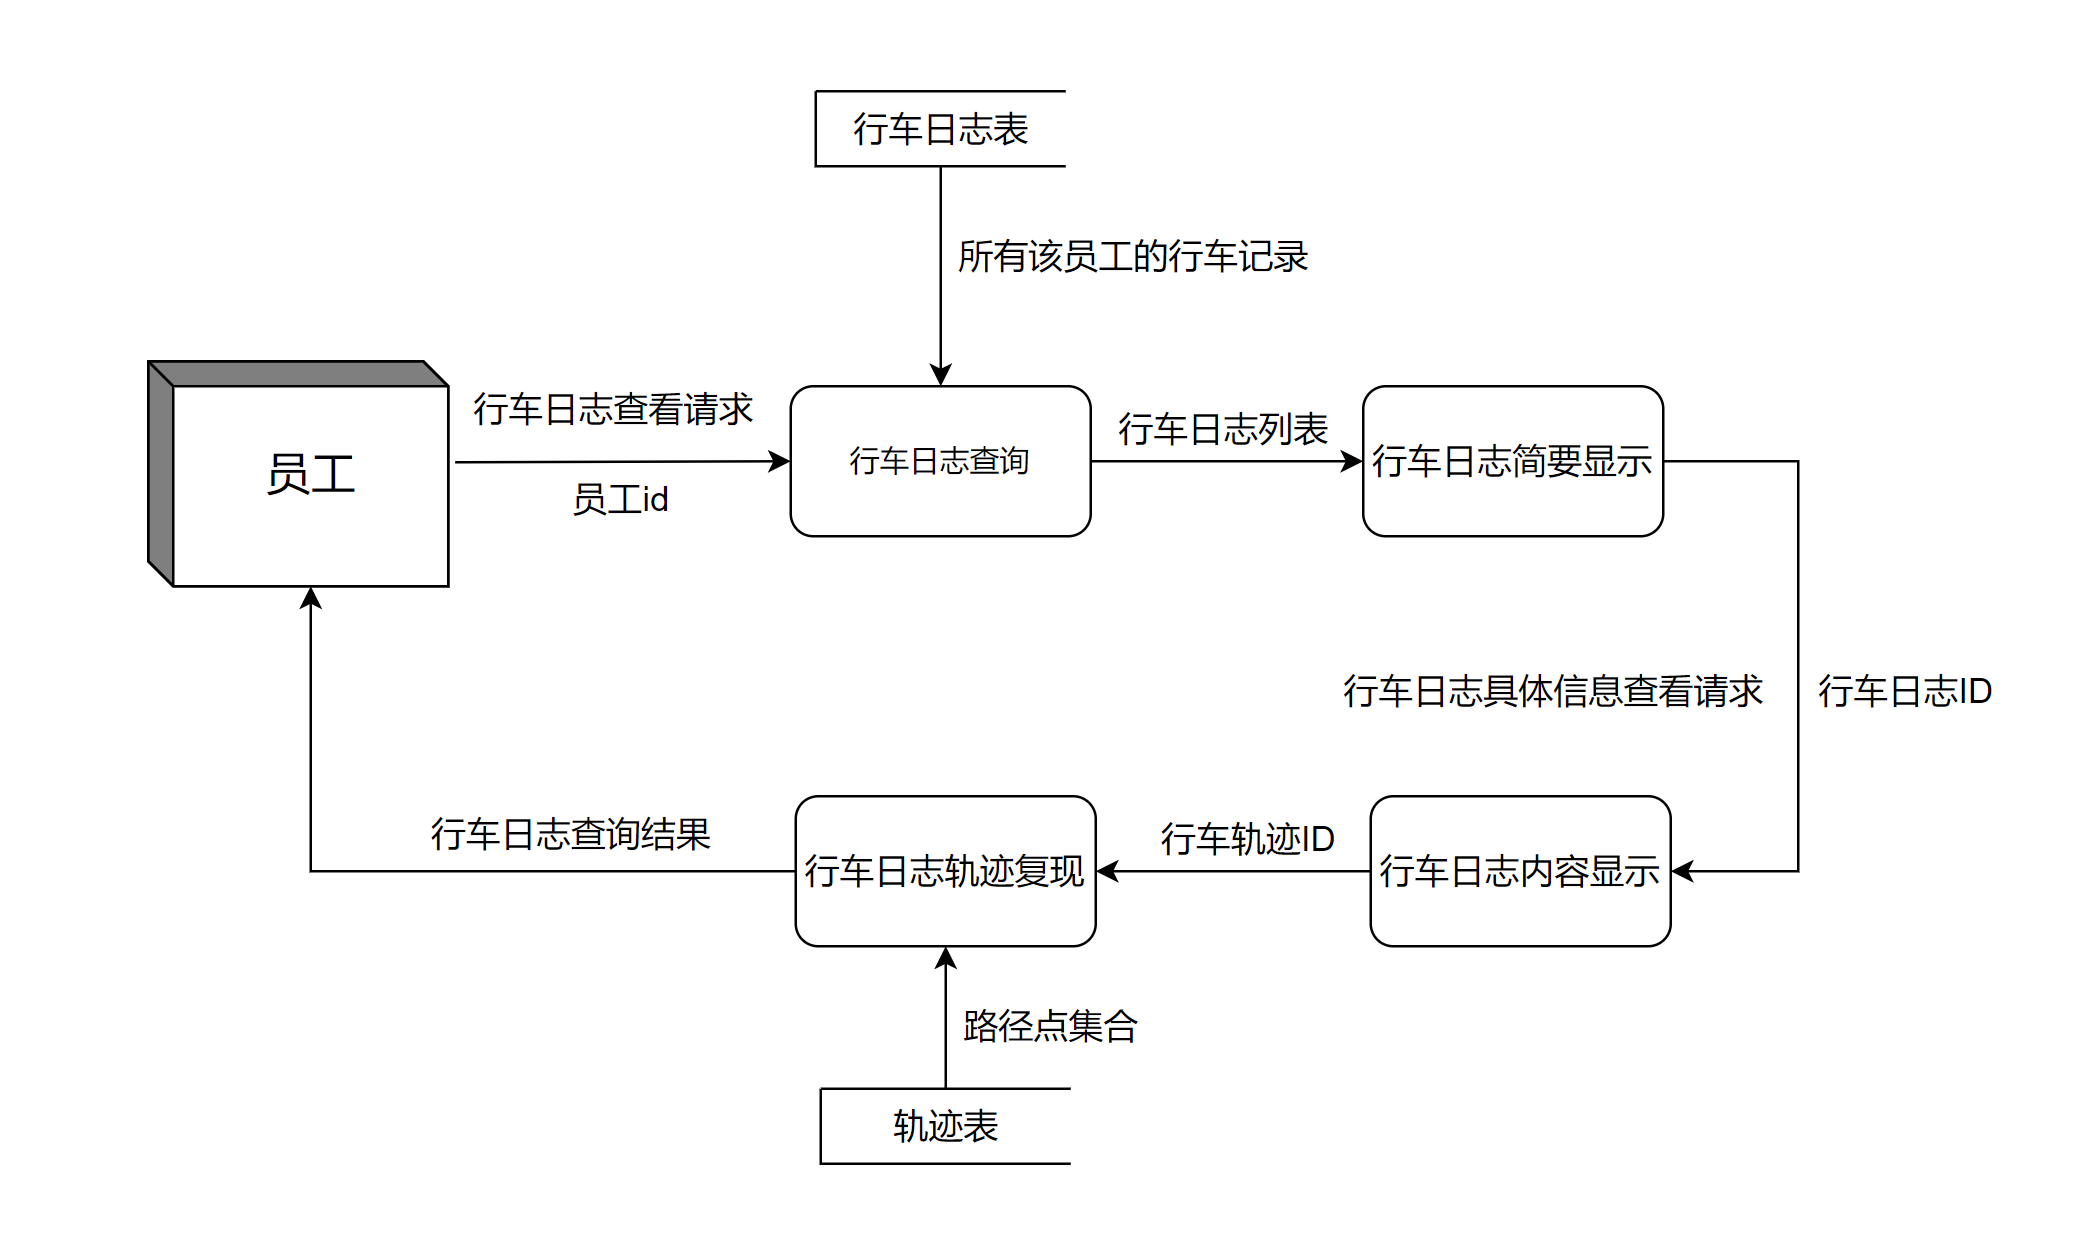 行车日志表
所有该员工的行车记录
员工
行车日志查看请求
员工id
行车日志查询
行车日志列表
行车日志简要显示
行车日志具体信息查看请求
行车日志ID
行车日志查询结果
行车日志轨迹复现
行车轨迹ID
行车日志内容显示
路径点集合
轨迹表